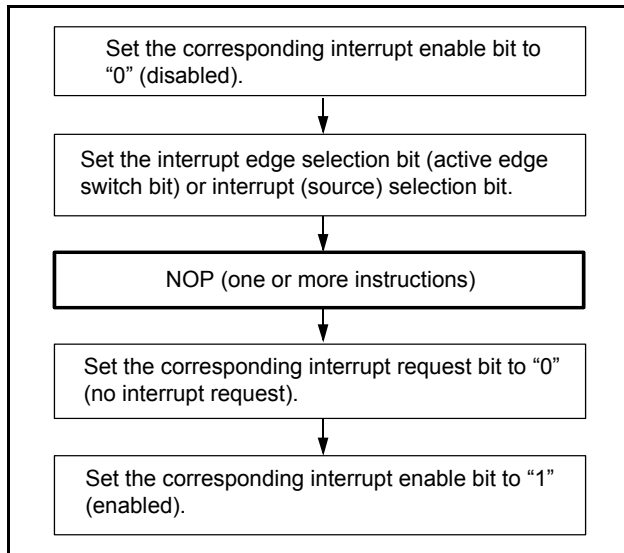 Set the corresponding interrupt enable bit to
“0” (disabled).
Set the interrupt edge selection bit (active edge
switch bit) or interrupt (source) selection bit.
NOP (one or more instructions)
Set the corresponding interrupt request bit to “0”
(no interrupt request).
Set the corresponding interrupt enable bit to “1”
(enabled).